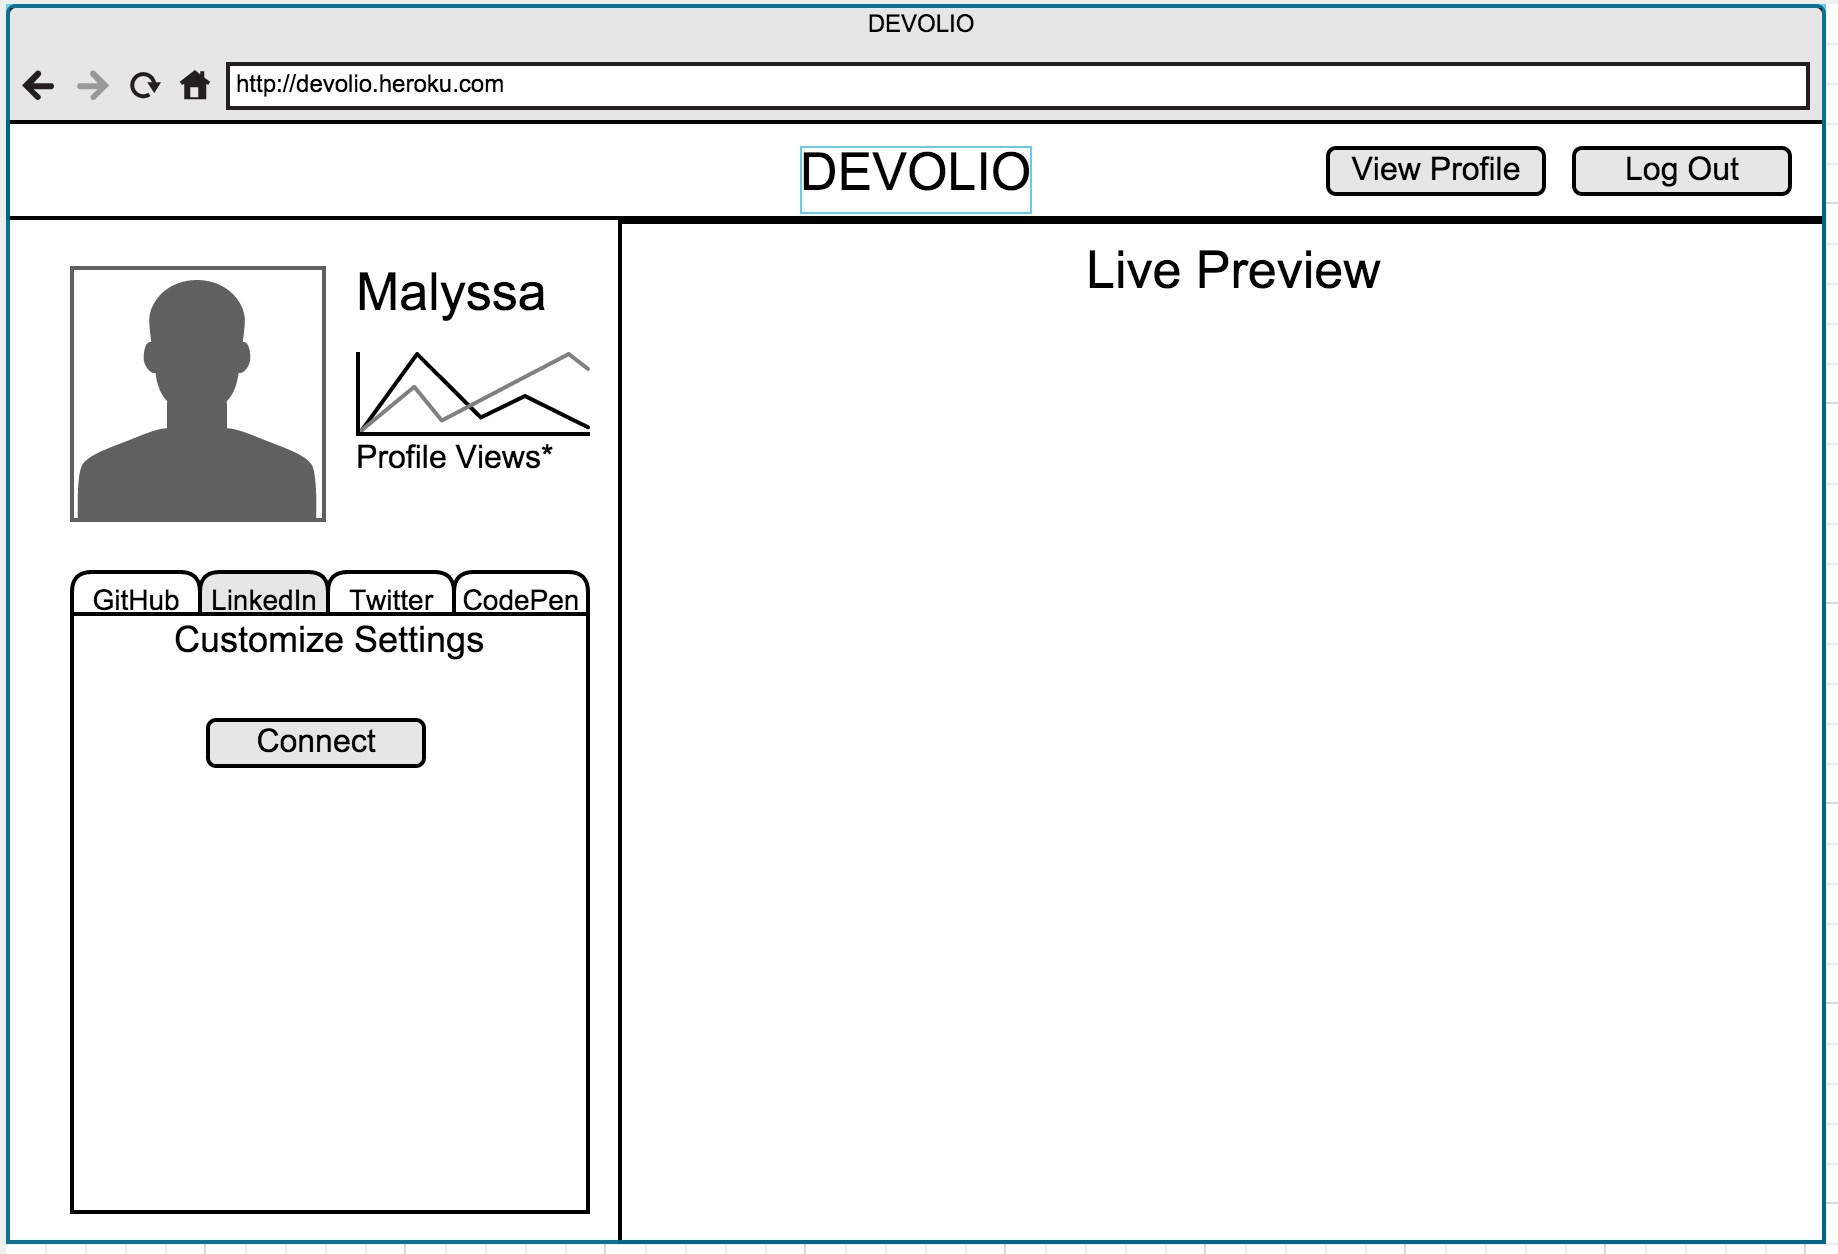 DEVOLIO
http://devolio.heroku.com
DEVOLIO
View Profile
Log Out
Malyssa
Profile Views*
GitHub
LinkedIn
Twitter
CodePen
Customize Settings
Connect
Live Preview